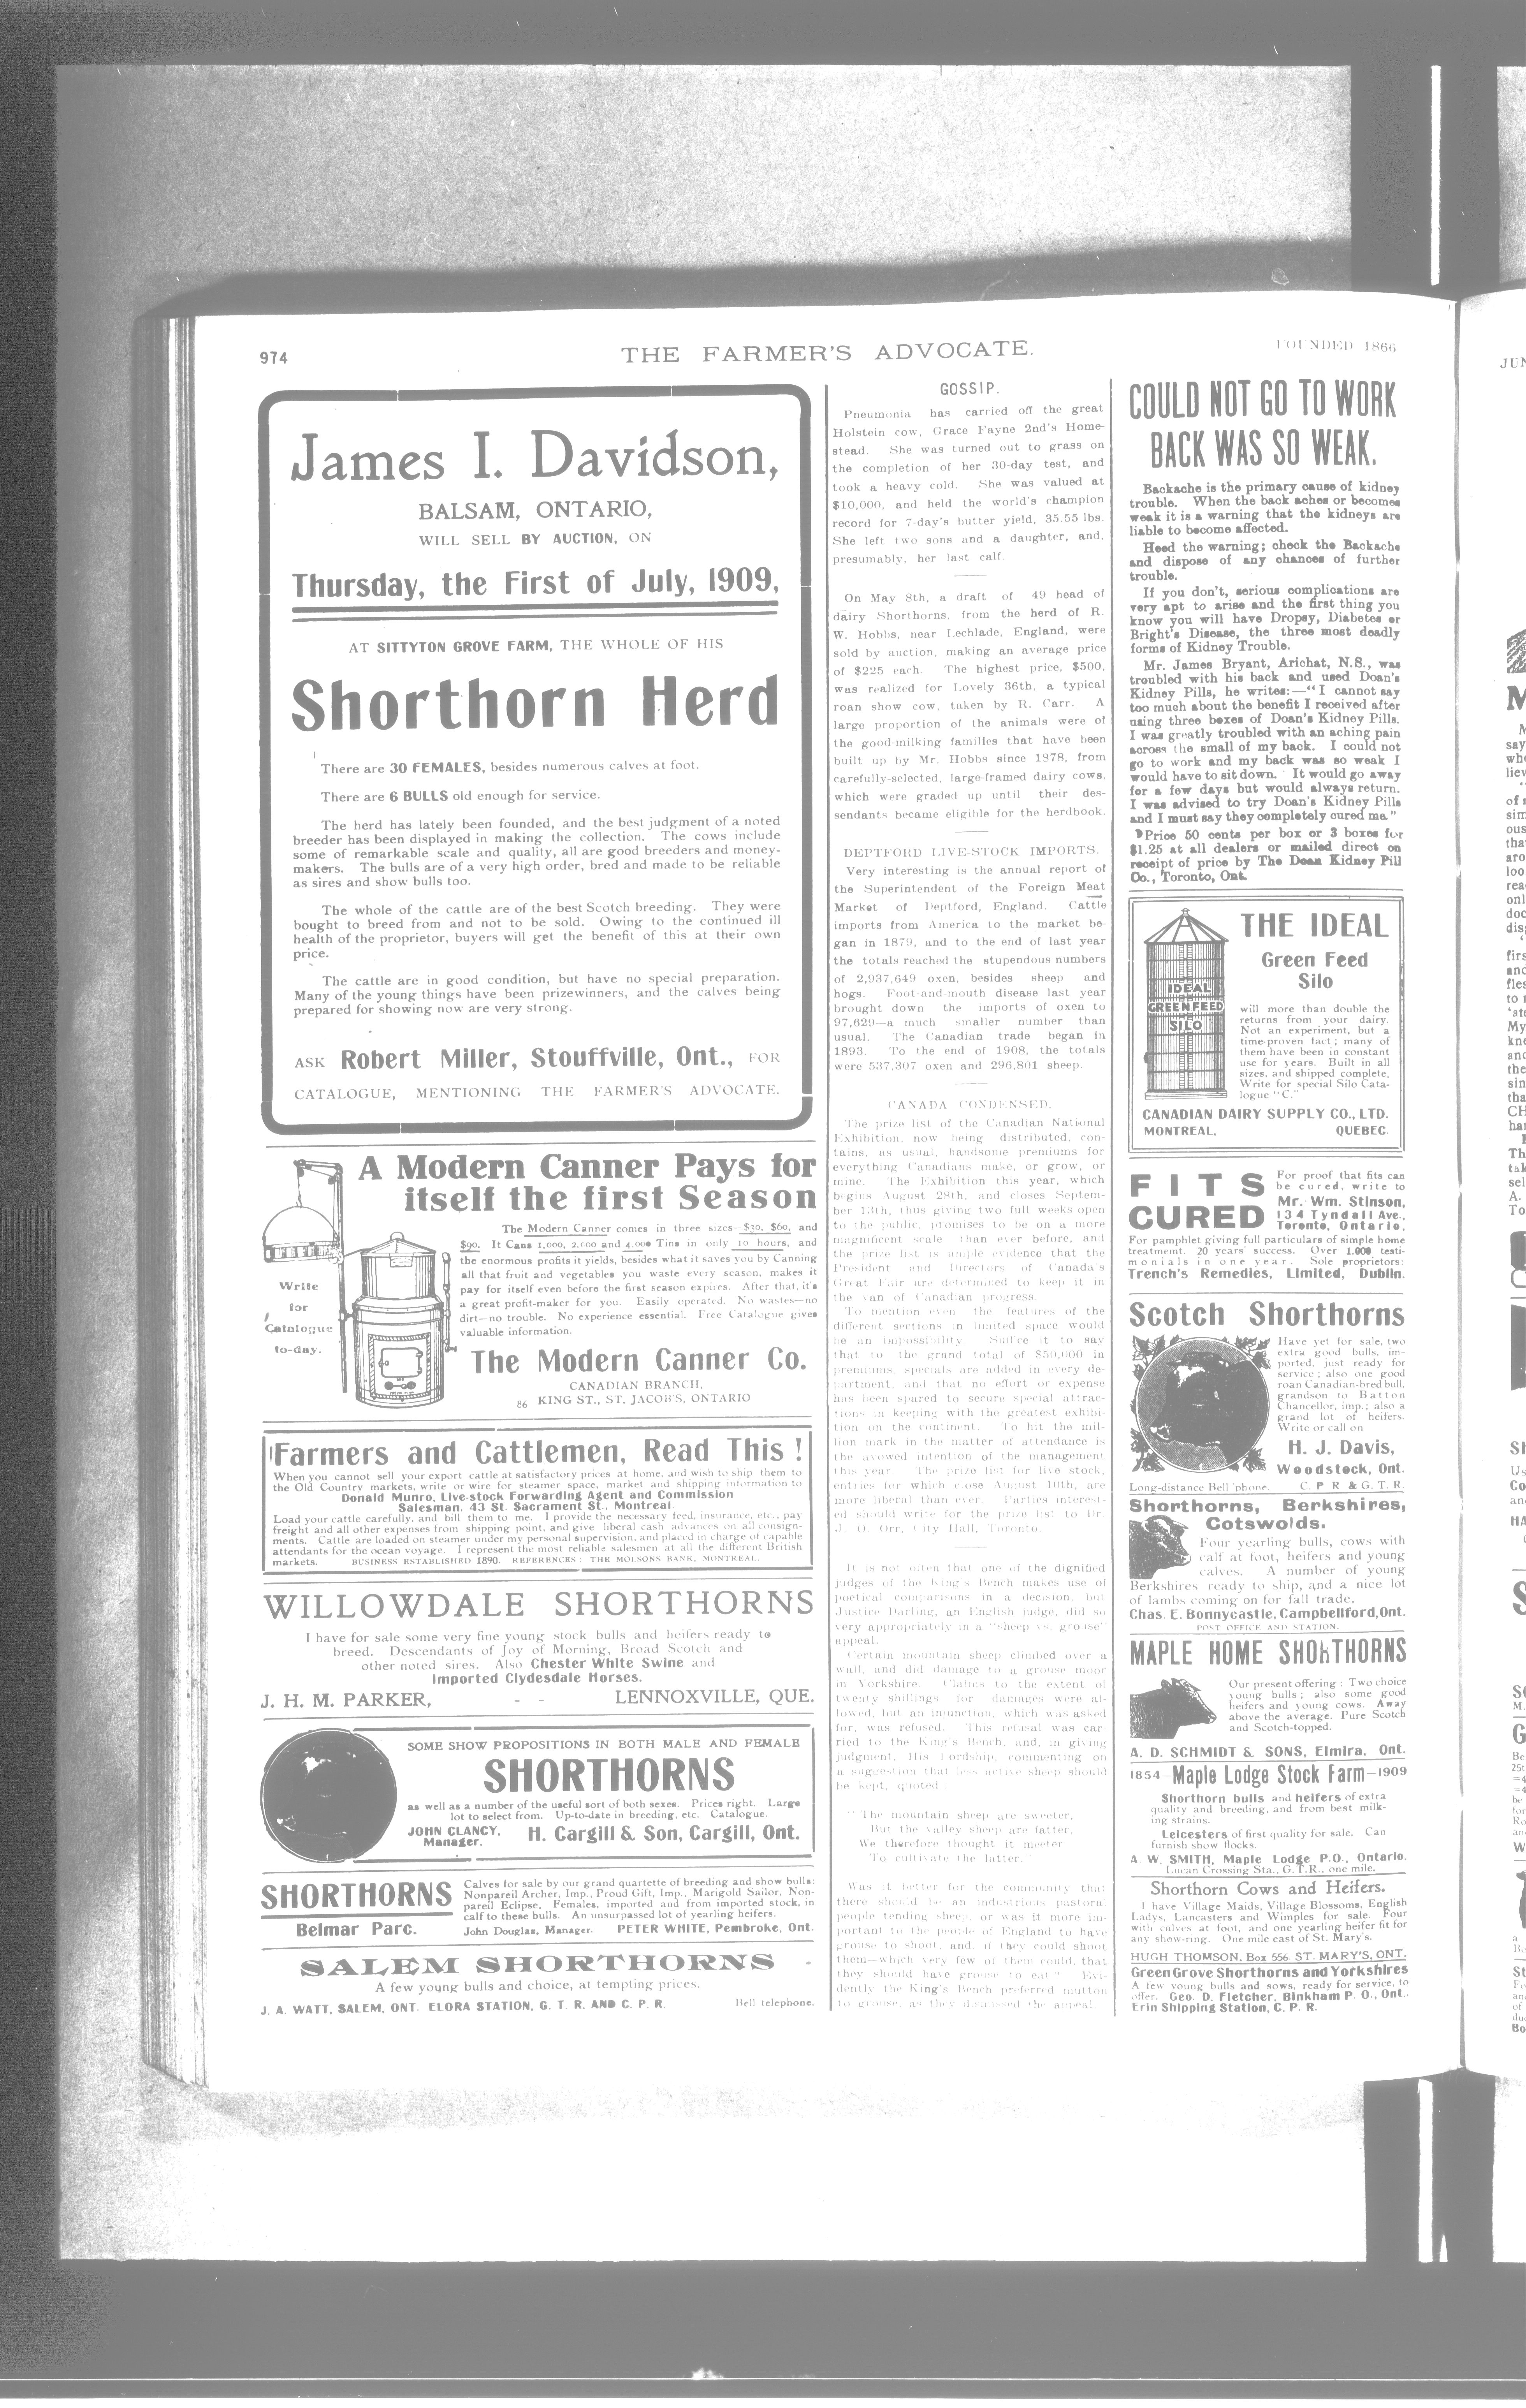 974
THE FARMER'S ADVOCATE.
FOUNDED 1866
James I. Davidson,
BALSAM, ONTARIO,
WILL SELL BY AUCTION, ON
Thursday, the First of July, 1909,
AT SITTYTON GROVE FARM, THE WHOLE OF HIS
Shorthorn Herd
There are 30 FEMALES, besides numerous calves at foot.
There are 6 BULLS old enough for service.
The herd has lately been founded, and the best judgment of a noted
breeder has been displayed in making the collection. The cows include
some of remarkable scale and quality, all are good breeders and money-
makers. The bulls are of a very high order, bred and made to be reliable
as sires and show bulls too.
The whole of the cattle are of the best Scotch breeding. They were
bought to breed from and not to be sold. Owing to the continued ill
health of the proprietor, buyers will get the benefit of this at their own
price.
The cattle are in good condition, but have no special preparation.
Many of the young things have been prizewinners, and the calves being
prepared for showing now are very strong.
ASK Robert Miller, Stouffville, Ont., FOR
CATALOGUE, MENTIONING THE FARMER'S ADVOCATE.
A Modern Canner Pays for
itself the first Season
The Modern Canner comes in three sizes—$30, $60, and
$90. It Cans 1,000, 2,000 and 4,000 Tins in only 10 hours, and
the enormous profits it yields, besides what it saves you by Canning
all that fruit and vegetables you waste every season, makes it
pay for itself even before the first season expires. After that, it's
a great profit-maker for you. Easily operated. No wastes—no
dirt—no trouble. No experience essential. Free Catalogue gives
valuable information.
Write
for
Catalogue
to-day.
The Modern Canner Co.
CANADIAN BRANCH,
86 KING ST., ST. JACOB'S, ONTARIO
Farmers and Cattlemen, Read This !
When you cannot sell your export cattle at satisfactory prices at home, and wish to ship them to
the Old Country markets, write or wire for steamer space, market and shipping information to
Donald Munro, Live-stock Forwarding Agent and Commission
Salesman, 43 St. Sacrament St., Montreal.
Load your cattle carefully, and bill them to me. I provide the necessary feed, insurance, etc., pay
freight and all other expenses from shipping point, and give liberal cash advances on all consign-
ments. Cattle are loaded on steamer under my personal supervision, and placed in charge of capable
attendants for the ocean voyage. I represent the most reliable salesmen at all the different British
markets. BUSINESS ESTABLISHED 1890. REFERENCES: THE MOLSONS BANK, MONTREAL.
WILLOWDALE SHORTHORNS
I have for sale some very fine young stock bulls and heifers ready to
breed. Descendants of Joy of Morning, Broad Scotch and
other noted sires. Also Chester White Swine and
Imported Clydesdale Horses.
J. H. M. PARKER, - - LENNOXVILLE, QUE.
SOME SHOW PROPOSITIONS IN BOTH MALE AND FEMALE
SHORTHORNS
as well as a number of the useful sort of both sexes. Prices right. Large
lot to select from. Up-to-date in breeding, etc. Catalogue.
JOHN CLANCY,
Manager.
H. Cargill & Son, Cargill, Ont.
SHORTHORNS
Belmar Parc.
Calves for sale by our grand quartette of breeding and show bulls:
Nonpareil Archer, Imp., Proud Gift, Imp., Marigold Sailor, Non-
pareil Eclipse. Females, imported and from imported stock, in
calf to these bulls. An unsurpassed lot of yearling heifers.
John Douglas, Manager. PETER WHITE, Pembroke, Ont.
SALEM SHORTHORNS
A few young bulls and choice, at tempting prices.
J. A. WATT, SALEM, ONT. ELORA STATION, G. T. R. AND C. P. R. Bell telephone.
GOSSIP.
Pneumonia has carried off the great
Holstein cow, Grace Fayne 2nd's Home-
stead. She was turned out to grass on
the completion of her 30-day test, and
took a heavy cold. She was valued at
$10,000, and held the world's champion
record for 7-day's butter yield, 35.55 lbs.
She left two sons and a daughter, and,
presumably, her last calf.
On May 8th, a draft of 49 head of
dairy Shorthorns, from the herd of R.
W. Hobbs, near Lechlade, England, were
sold by auction, making an average price
of $225 each. The highest price, $500,
was realized for Lovely 36th, a typical
roan show cow, taken by R. Carr. A
large proportion of the animals were of
the good-milking families that have been
built up by Mr. Hobbs since 1878, from
carefully-selected, large-framed dairy cows,
which were graded up until their des-
sendants became eligible for the herdbook.
DEPTFORD LIVE-STOCK IMPORTS.
Very interesting is the annual report of
the Superintendent of the Foreign Meat
Market of Deptford, England. Cattle
imports from America to the market be-
gan in 1879, and to the end of last year
the totals reached the stupendous numbers
of 2,937,649 oxen, besides sheep and
hogs. Foot-and-mouth disease last year
brought down the imports of oxen to
97,629—a much smaller number than
usual. The Canadian trade began in
1893. To the end of 1908, the totals
were 537,307 oxen and 296,801 sheep.
CANADA CONDENSED.
The prize list of the Canadian National
Exhibition, now being distributed, con-
tains, as usual, handsome premiums for
everything Canadians make, or grow, or
mine. The Exhibition this year, which
begins August 28th, and closes Septem-
ber 13th, thus giving two full weeks open
to the public, promises to be on a more
magnificent scale than ever before, and
the prize list is ample evidence that the
President and Directors of Canada's
Great Fair are determined to keep it in
the van of Canadian progress.
To mention even the features of the
different sections in limited space would
be an impossibility. Suffice it to say
that to the grand total of $50,000 in
premiums, specials are added in every de-
partment, and that no effort or expense
has been spared to secure special attrac-
tions in keeping with the greatest exhibi-
tion on the continent. To hit the mil-
lion mark in the matter of attendance is
the avowed intention of the management
this year. The prize list for live stock,
entries for which close August 10th, are
more liberal than ever. Parties interest-
ed should write for the prize list to Dr.
J. O. Orr, City Hall, Toronto.
It is not often that one of the dignified
judges of the King's Bench makes use of
poetical comparisons in a decision, but
Justice Darling, an English judge, did so
very appropriately in a "sheep vs. grouse"
appeal.
Certain mountain sheep climbed over a
wall, and did damage to a grouse moor
in Yorkshire. Claims to the extent of
twenty shillings for damages were al-
lowed, but an injunction, which was asked
for, was refused. This refusal was car-
ried to the King's Bench, and, in giving
judgment, His Lordship, commenting on
a suggestion that less active sheep should
be kept, quoted:
"The mountain sheep are sweeter,
But the valley sheep are fatter,
We therefore thought it meeter
To cultivate the latter."
Was it better for the community that
there should be an industrious pastoral
people tending sheep, or was it more im-
portant to the people of England to have
grouse to shoot, and, if they could shoot
them—which very few of them could, that
they should have grouse to eat?" Evi-
dently the King's Bench preferred mutton
to grouse, as they dismissed the appeal.
COULD NOT GO TO WORK
BACK WAS SO WEAK.
Backache is the primary cause of kidney
trouble. When the back aches or becomes
weak it is a warning that the kidneys are
liable to become affected.
Heed the warning; check the Backache
and dispose of any chances of further
trouble.
If you don't, serious complications are
very apt to arise and the first thing you
know you will have Dropsy, Diabetes or
Bright's Disease, the three most deadly
forms of Kidney Trouble.
Mr. James Bryant, Arichat, N.S., was
troubled with his back and used Doan's
Kidney Pills, he writes:—"I cannot say
too much about the benefit I received after
using three boxes of Doan's Kidney Pills.
I was greatly troubled with an aching pain
across the small of my back. I could not
go to work and my back was so weak I
would have to sit down. It would go away
for a few days but would always return.
I was advised to try Doan's Kidney Pills
and I must say they completely cured me."
Price 50 cents per box or 3 boxes for
$1.25 at all dealers or mailed direct on
receipt of price by The Doan Kidney Pill
Co., Toronto, Ont.
IDEAL
GREEN FEED
SILO
THE IDEAL
Green Feed
Silo
will more than double the
returns from your dairy.
Not an experiment, but a
time-proven fact; many of
them have been in constant
use for years. Built in all
sizes, and shipped complete.
Write for special Silo Cata-
logue "C."
CANADIAN DAIRY SUPPLY CO., LTD.
MONTREAL, QUEBEC.
FITS
CURED
For proof that fits can
be cured, write to
Mr. Wm. Stinson,
134 Tyndall Ave.,
Toronto, Ontario,
For pamphlet giving full particulars of simple home
treatment. 20 years' success. Over 1,000 testi-
monials in one year. Sole proprietors:
Trench's Remedies, Limited, Dublin.
Scotch Shorthorns
Have yet for sale, two
extra good bulls, im-
ported, just ready for
service; also one good
roan Canadian-bred bull,
grandson to Batton
Chancellor, imp.; also a
grand lot of heifers.
Write or call on
H. J. Davis,
Woodstock, Ont.
Long-distance Bell 'phone. C. P. R. & G. T. R.
Shorthorns, Berkshires,
Cotswolds.
Four yearling bulls, cows with
calf at foot, heifers and young
calves. A number of young
Berkshires ready to ship, and a nice lot
of lambs coming on for fall trade.
Chas. E. Bonnycastle, Campbellford, Ont.
POST OFFICE AND STATION.
MAPLE HOME SHORTHORNS
Our present offering: Two choice
young bulls; also some good
heifers and young cows. Away
above the average. Pure Scotch
and Scotch-topped.
A. D. SCHMIDT & SONS, Elmira, Ont.
1854—Maple Lodge Stock Farm—1909
Shorthorn bulls and heifers of extra
quality and breeding, and from best milk-
ing strains.
Leicesters of first quality for sale. Can
furnish show flocks.
A. W. SMITH, Maple Lodge P.O., Ontario.
Lucan Crossing Sta., G.T.R., one mile.
Shorthorn Cows and Heifers.
I have Village Maids, Village Blossoms, English
Ladys, Lancasters and Wimples for sale. Four
with calves at foot, and one yearling heifer fit for
any show-ring. One mile east of St. Mary's.
HUGH THOMSON, Box 556, ST. MARY'S, ONT.
Green Grove Shorthorns and Yorkshires
A few young bulls and sows, ready for service, to
offer. Geo. D. Fletcher, Binkham P. O., Ont.,
Erin Shipping Station, C. P. R.